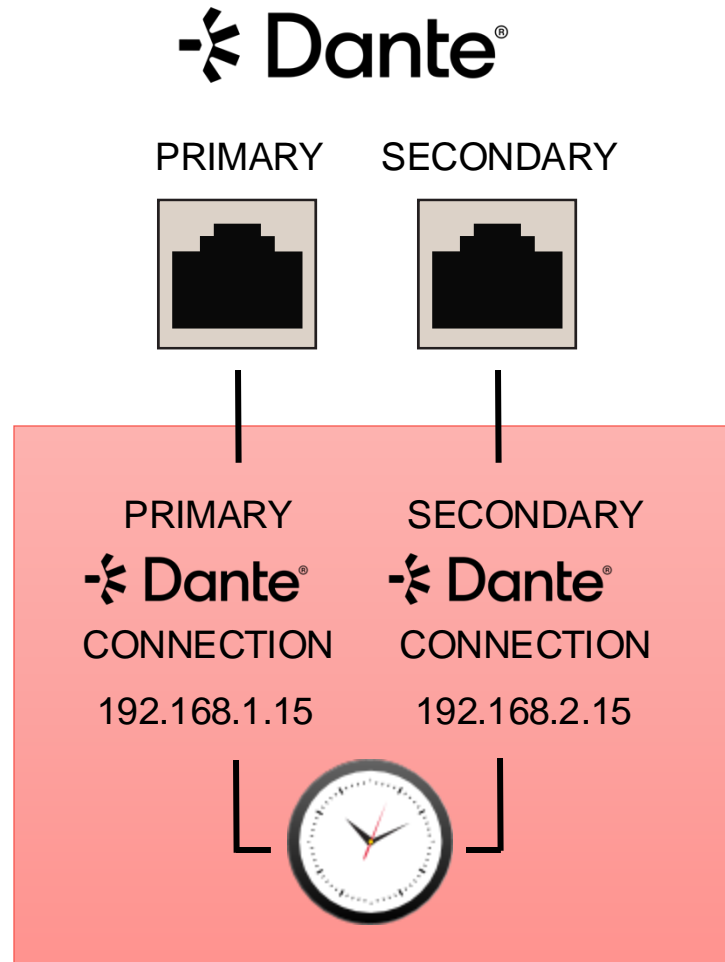 Dante®
PRIMARY SECONDARY
PRIMARY SECONDARY
Dante® Dante®
CONNECTION CONNECTION
192.168.1.15 192.168.2.15